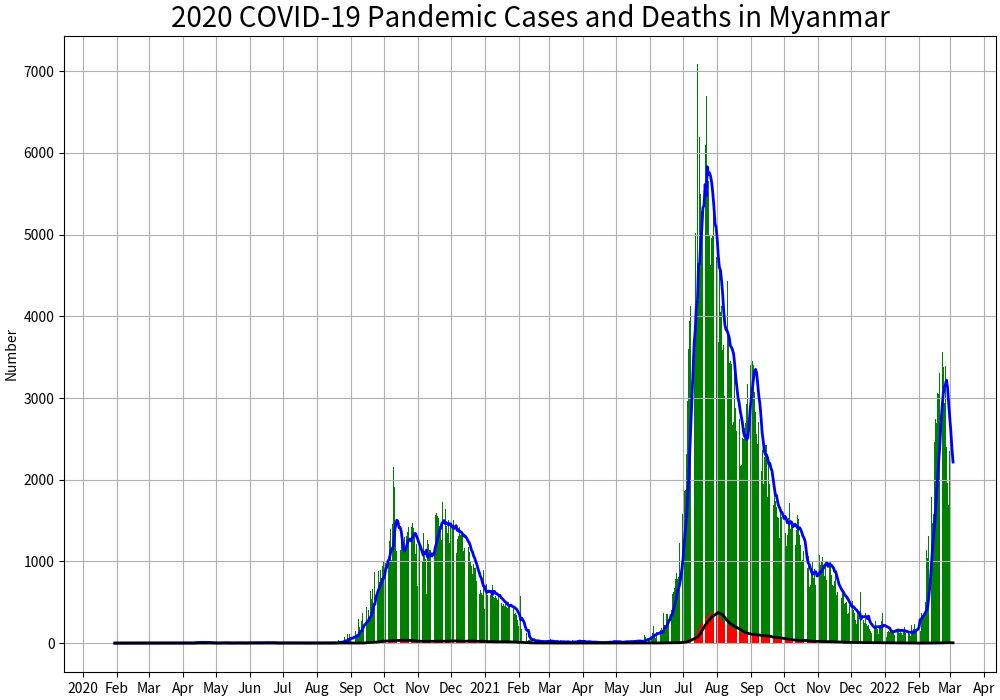 2020 COVID-19 Pandemic Cases and Deaths in Myanmar
7000
6000
5000
4000
3000
2000
1000
0
Number
2020 Feb Mar Apr May Jun Jul Aug Sep Oct Nov Dec 2021 Feb Mar Apr May Jun Jul Aug Sep Oct Nov Dec 2022 Feb Mar Apr